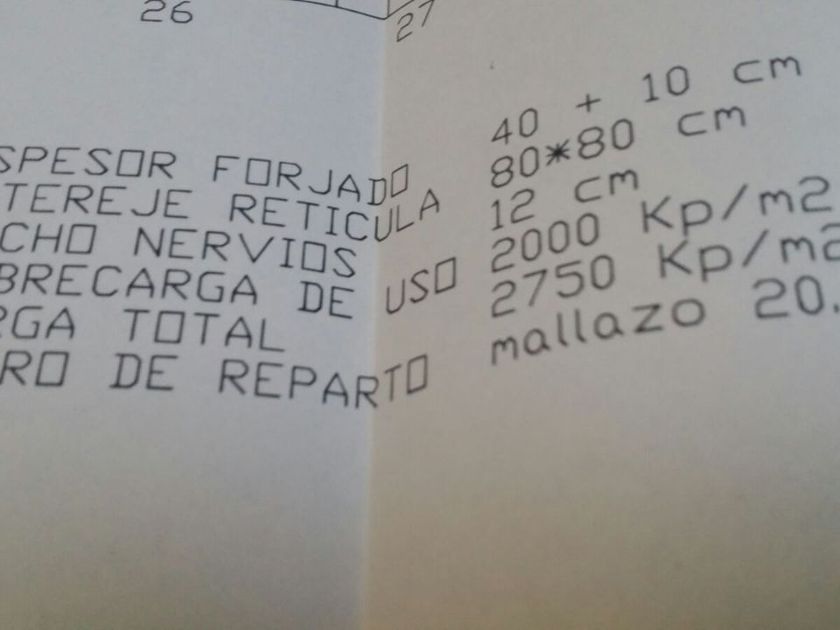 26 27
SPESOR FORJADO 40 + 10 cm
TEREJE RETICULA 80*80 cm
CHO NERVIOS 12 cm
BRECARGA DE USO 2000 Kp/m2
RGA TOTAL 2750 Kp/m2
RO DE REPARTO mallazo 20.